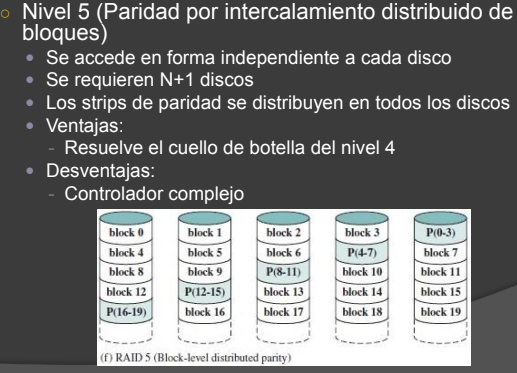 Nivel 5 (Paridad por intercalamiento distribuido de
bloques)
Se accede en forma independiente a cada disco
Se requieren N+1 discos
Los strips de paridad se distribuyen en todos los discos
Ventajas:
- Resuelve el cuello de botella del nivel 4
Desventajas:
- Controlador complejo
block 0 block 1 block 2 block 3 P(0-3)
block 4 block 5 block 6 P(4-7) block 7
block 8 block 9 P(8-11) block 10 block 11
block 12 P(12-15) block 13 block 14 block 15
P(16-19) block 16 block 17 block 18 block 19
(f) RAID 5 (Block-level distributed parity)